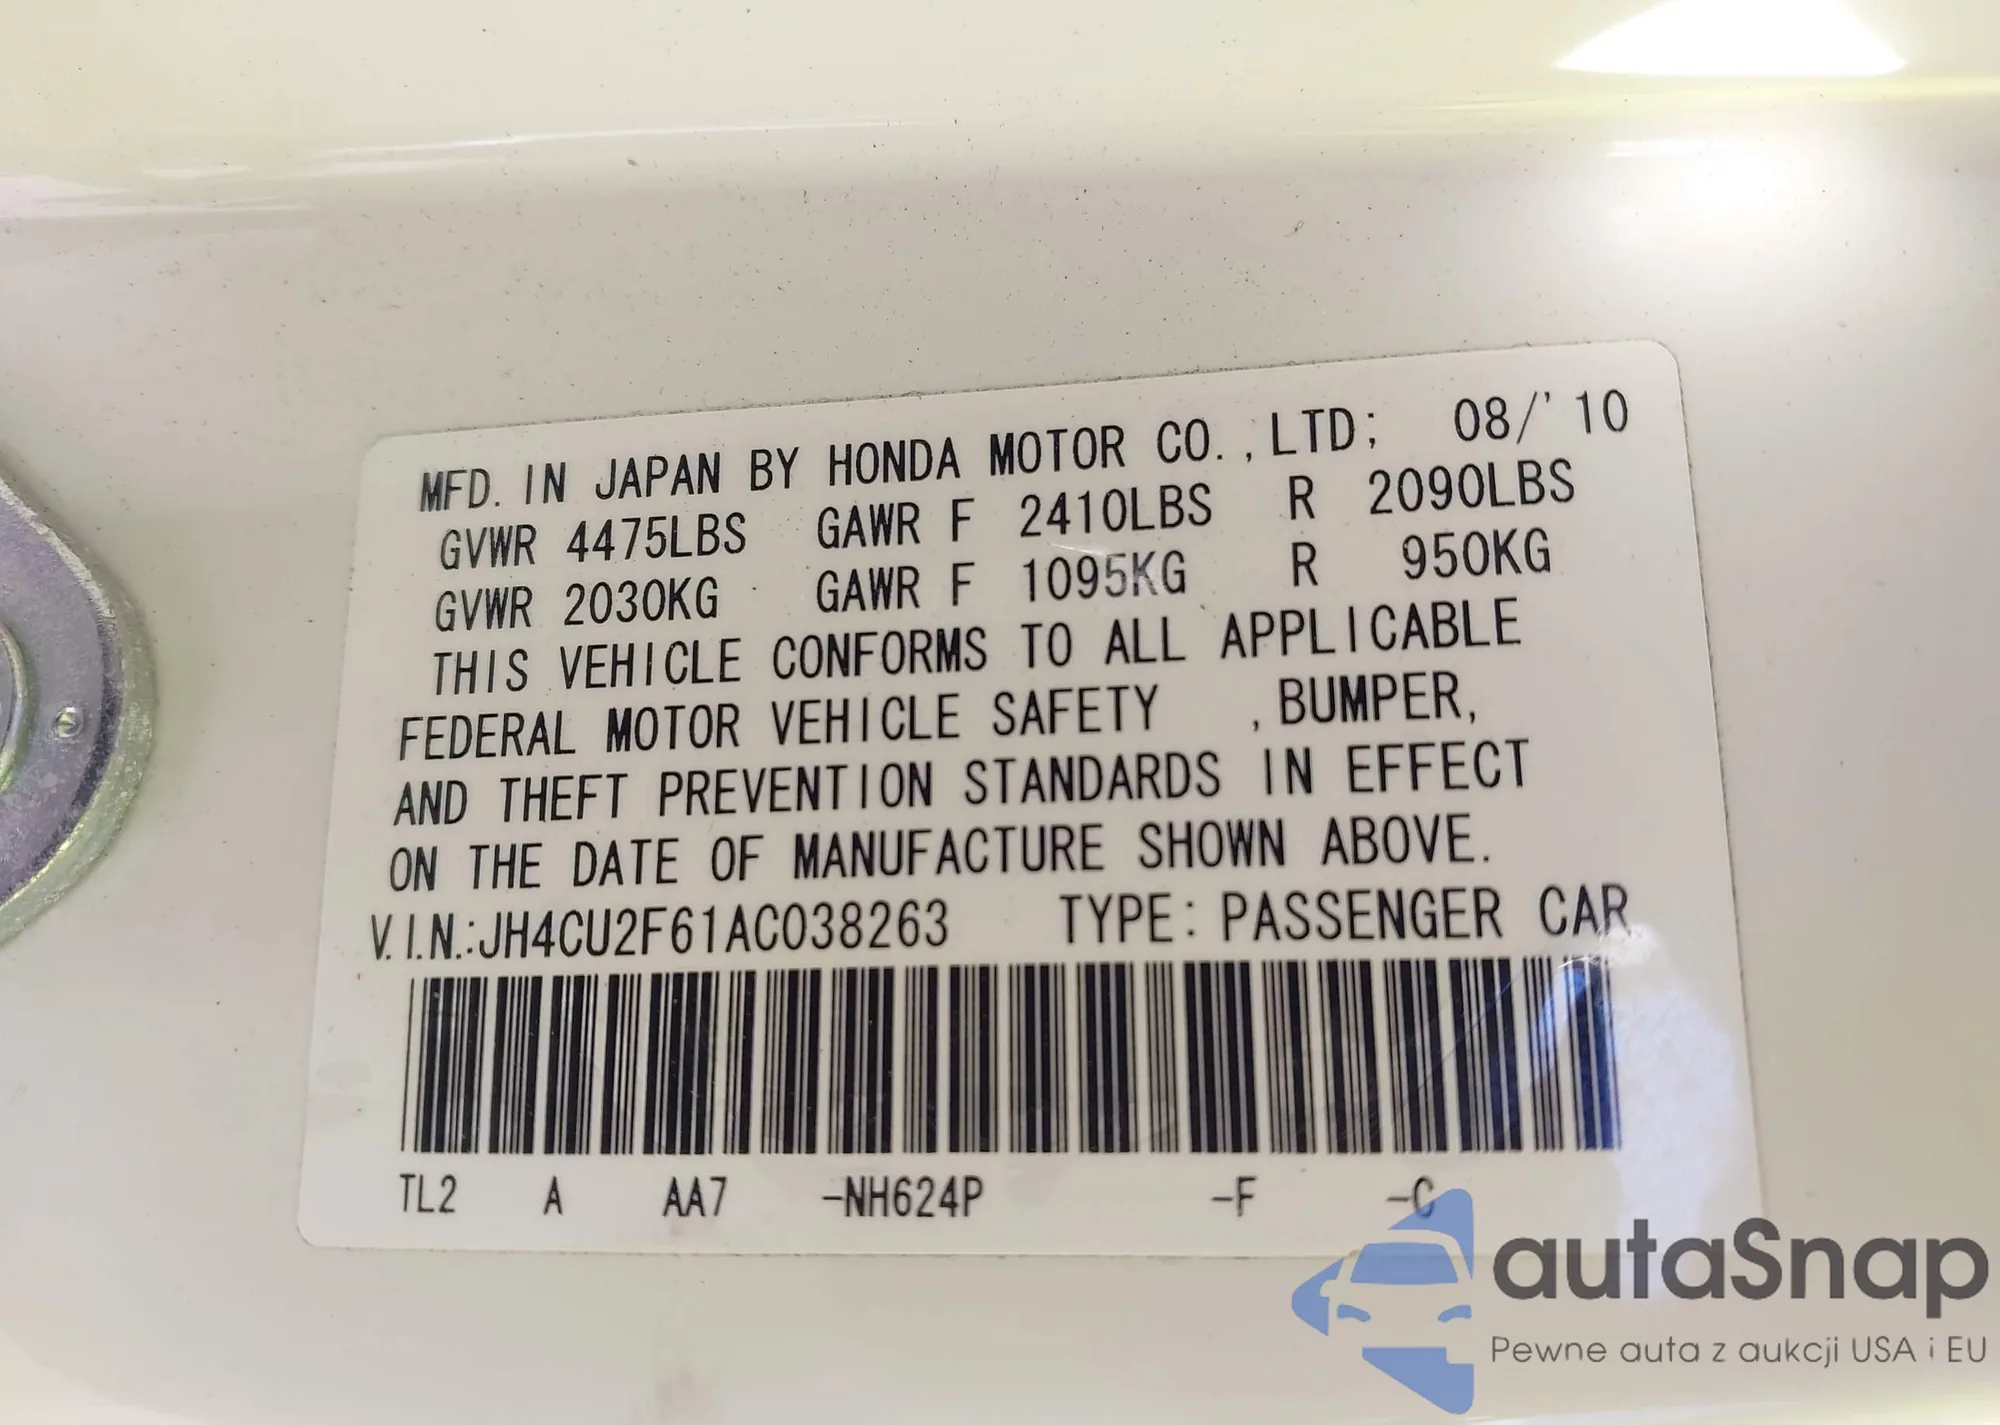 MFD. IN JAPAN BY HONDA MOTOR CO., LTD; 08/'10
GVWR 4475LBS GAWR F 2410LBS R 2090LBS
GVWR 2030KG GAWR F 1095KG R 950KG
THIS VEHICLE CONFORMS TO ALL APPLICABLE
FEDERAL MOTOR VEHICLE SAFETY , BUMPER,
AND THEFT PREVENTION STANDARDS IN EFFECT
ON THE DATE OF MANUFACTURE SHOWN ABOVE.
V.I.N.:JH4CU2F61AC038263 TYPE: PASSENGER CAR
TL2 A AA7 -NH624P -F -C
autaSnap
Pewne auta z aukcji USA i EU